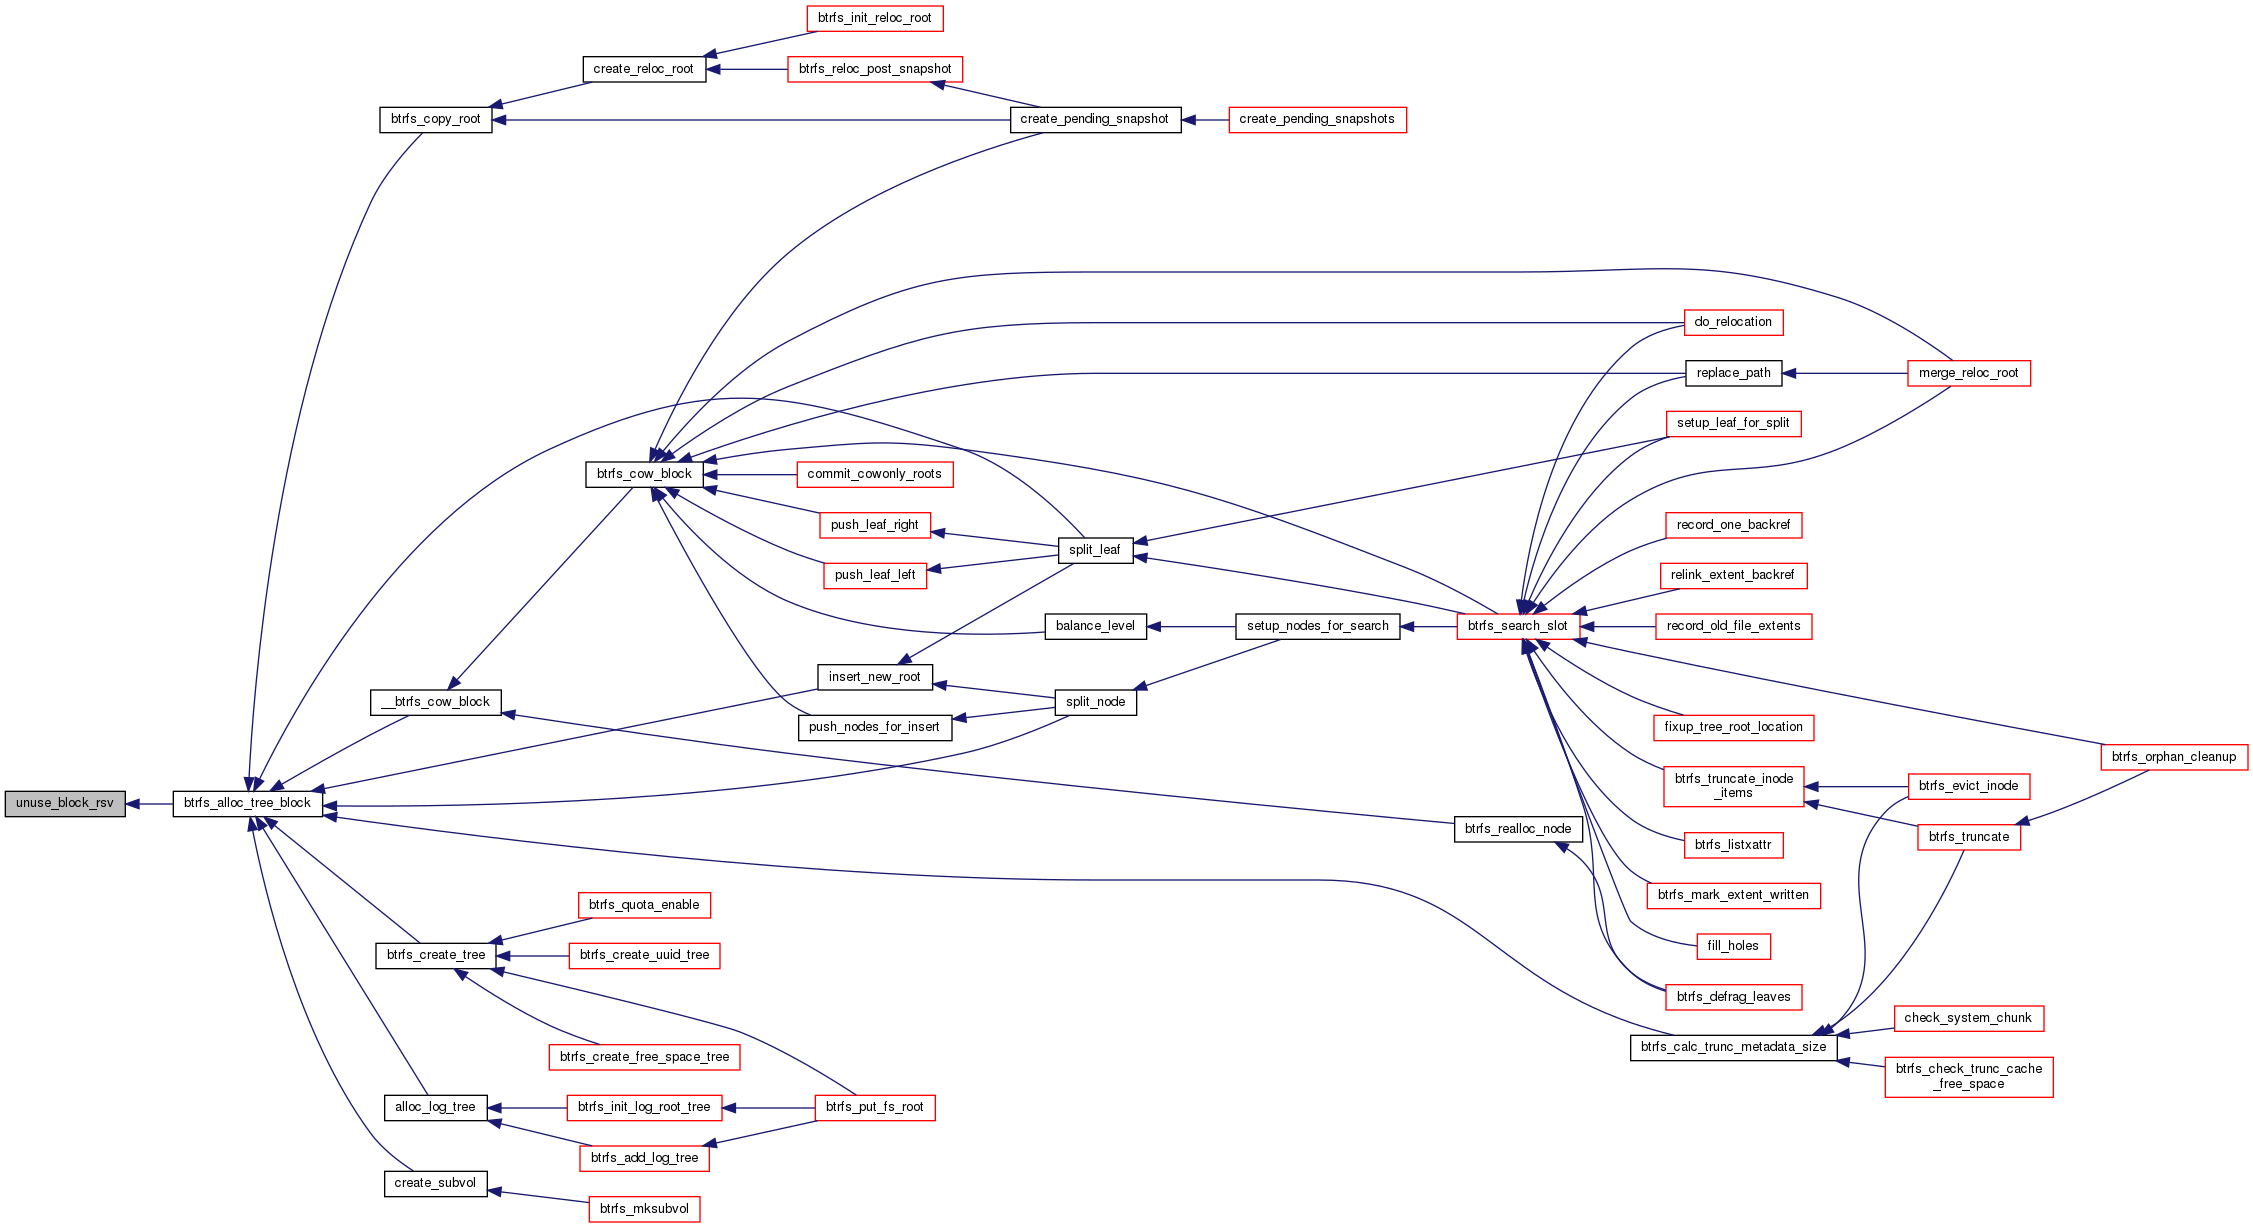 btrfs_init_reloc_root
create_reloc_root
btrfs_reloc_post_snapshot
btrfs_copy_root
create_pending_snapshot
create_pending_snapshots
do_relocation
replace_path
merge_reloc_root
setup_leaf_for_split
btrfs_cow_block
commit_cowonly_roots
push_leaf_right
record_one_backref
split_leaf
push_leaf_left
relink_extent_backref
balance_level
setup_nodes_for_search
btrfs_search_slot
record_old_file_extents
insert_new_root
__btrfs_cow_block
split_node
push_nodes_for_insert
fixup_tree_root_location
btrfs_orphan_cleanup
btrfs_truncate_inode
_items
btrfs_evict_inode
unuse_block_rsv
btrfs_alloc_tree_block
btrfs_realloc_node
btrfs_truncate
btrfs_listxattr
btrfs_mark_extent_written
btrfs_quota_enable
fill_holes
btrfs_create_tree
btrfs_create_uuid_tree
btrfs_defrag_leaves
check_system_chunk
btrfs_calc_trunc_metadata_size
btrfs_create_free_space_tree
btrfs_check_trunc_cache
_free_space
alloc_log_tree
btrfs_init_log_root_tree
btrfs_put_fs_root
btrfs_add_log_tree
create_subvol
btrfs_mksubvol